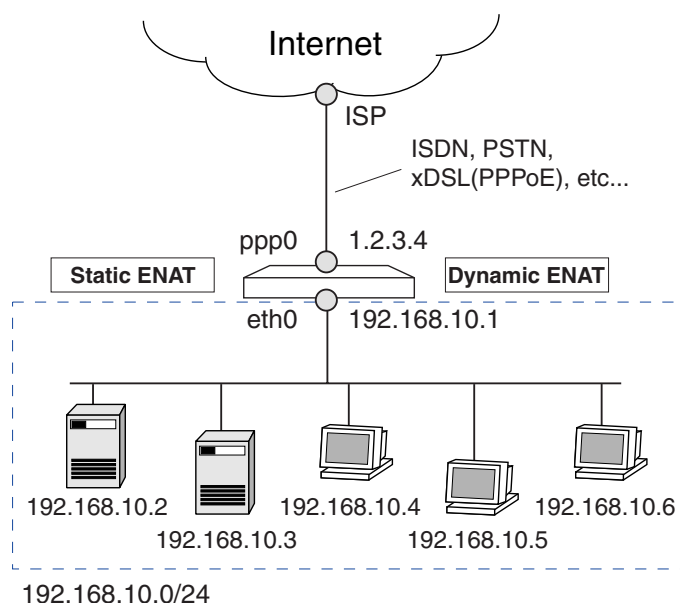 Internet
ISP
ISDN, PSTN,
xDSL(PPPoE), etc...
ppp0 1.2.3.4
Static ENAT Dynamic ENAT
eth0 192.168.10.1
192.168.10.2 192.168.10.4 192.168.10.6
192.168.10.3 192.168.10.5
192.168.10.0/24